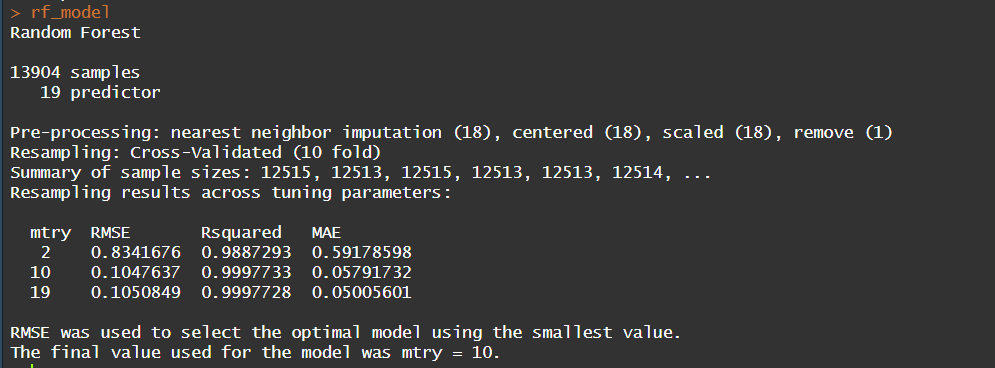 > rf_model
Random Forest
13904 samples
19 predictor
Pre-processing: nearest neighbor imputation (18), centered (18), scaled (18), remove (1)
Resampling: Cross-Validated (10 fold)
Summary of sample sizes: 12515, 12513, 12515, 12513, 12513, 12514, ...
Resampling results across tuning parameters:
mtry RMSE Rsquared MAE
2 0.8341676 0.9887293 0.59178598
10 0.1047637 0.9997733 0.05791732
19 0.1050849 0.9997728 0.05005601
RMSE was used to select the optimal model using the smallest value.
The final value used for the model was mtry = 10.